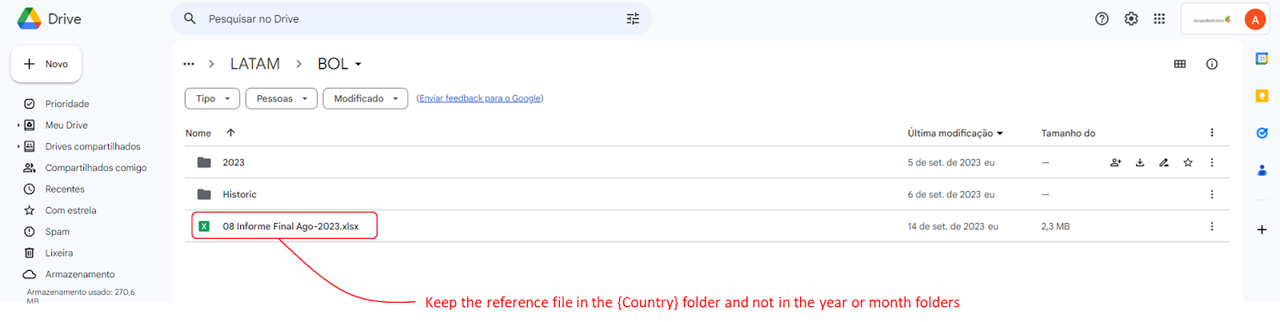 Drive
Pesquisar no Drive
A
Novo
... > LATAM > BOL
Tipo
Pessoas
Modificado
(Enviar feedback para o Google)
Prioridade
Meu Drive
Drives compartilhados
Compartilhados comigo
Recentes
Com estrela
Spam
Lixeira
Armazenamento
Armazenamento usado: 270,6
MB
Nome
Última modificação
Tamanho do
2023
5 de set. de 2023 eu
—
Historic
6 de set. de 2023 eu
—
X
08 Informe Final Ago-2023.xlsx
14 de set. de 2023 eu
2,3 MB
Keep the reference file in the {Country} folder and not in the year or month folders